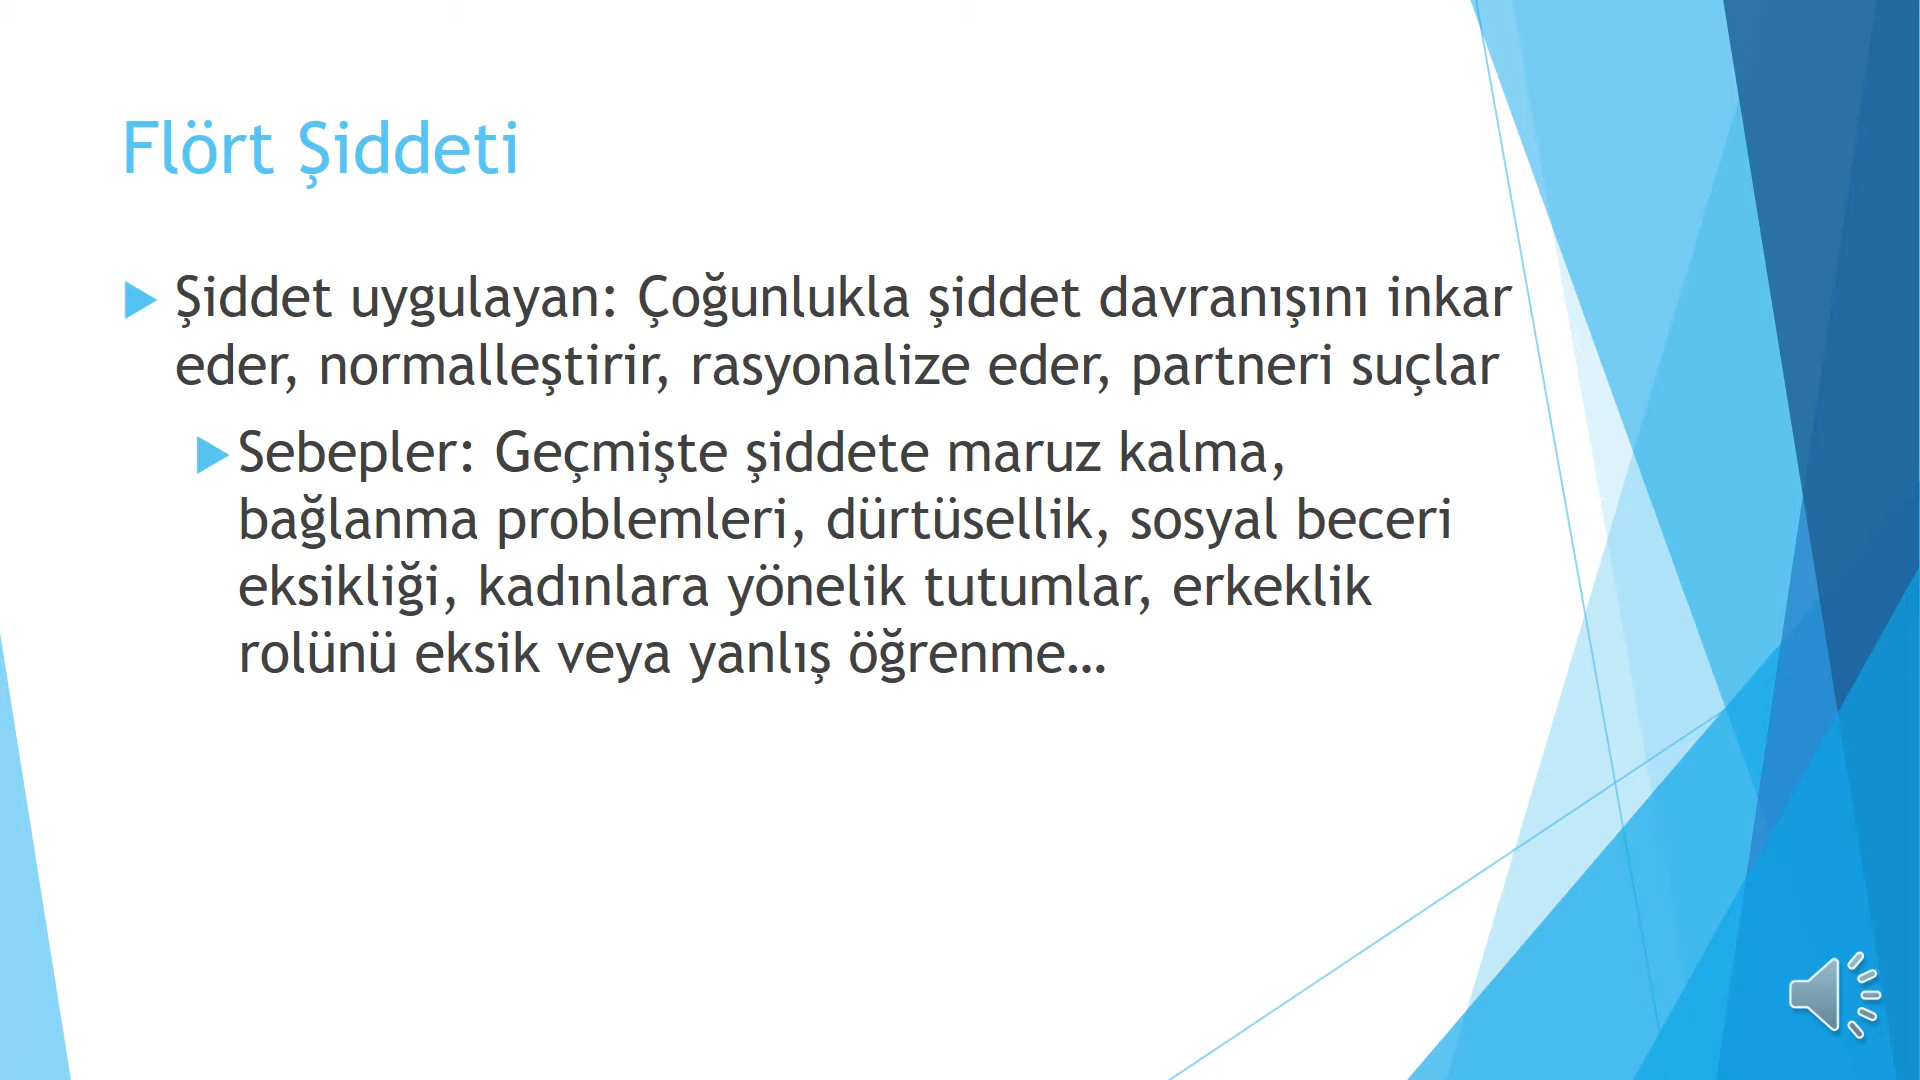 Flört Şiddeti
Şiddet uygulayan: Çoğunlukla şiddet davranışını inkar
eder, normalleştirir, rasyonalize eder, partneri suçlar
Sebepler: Geçmişte şiddete maruz kalma,
bağlanma problemleri, dürtüsellik, sosyal beceri
eksikliği, kadınlara yönelik tutumlar, erkeklik
rolünü eksik veya yanlış öğrenme…